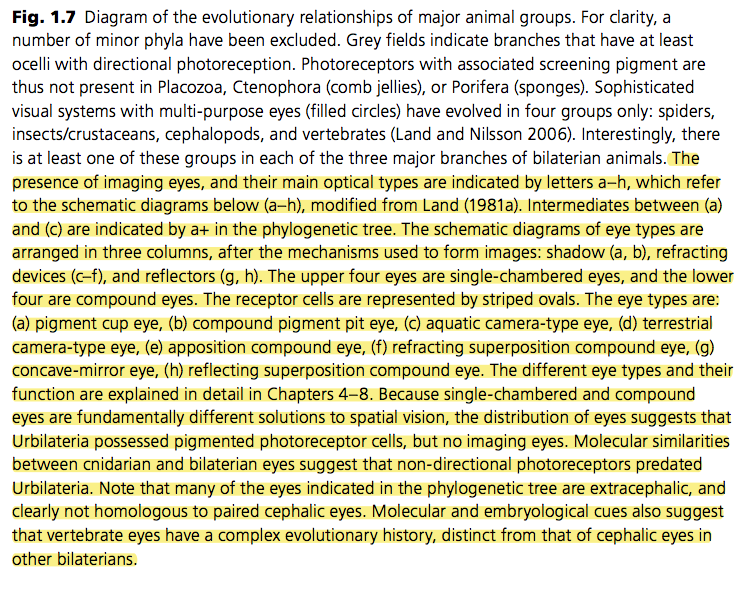 Fig. 1.7 Diagram of the evolutionary relationships of major animal groups. For clarity, a
number of minor phyla have been excluded. Grey fields indicate branches that have at least
ocelli with directional photoreception. Photoreceptors with associated screening pigment are
thus not present in Placozoa, Ctenophora (comb jellies), or Porifera (sponges). Sophisticated
visual systems with multi-purpose eyes (filled circles) have evolved in four groups only: spiders,
insects/crustaceans, cephalopods, and vertebrates (Land and Nilsson 2006). Interestingly, there
is at least one of these groups in each of the three major branches of bilaterian animals. The
presence of imaging eyes, and their main optical types are indicated by letters a–h, which refer
to the schematic diagrams below (a–h), modified from Land (1981a). Intermediates between (a)
and (c) are indicated by a+ in the phylogenetic tree. The schematic diagrams of eye types are
arranged in three columns, after the mechanisms used to form images: shadow (a, b), refracting
devices (c–f), and reflectors (g, h). The upper four eyes are single-chambered eyes, and the lower
four are compound eyes. The receptor cells are represented by striped ovals. The eye types are:
(a) pigment cup eye, (b) compound pigment pit eye, (c) aquatic camera-type eye, (d) terrestrial
camera-type eye, (e) apposition compound eye, (f) refracting superposition compound eye, (g)
concave-mirror eye, (h) reflecting superposition compound eye. The different eye types and their
function are explained in detail in Chapters 4–8. Because single-chambered and compound
eyes are fundamentally different solutions to spatial vision, the distribution of eyes suggests that
Urbilateria possessed pigmented photoreceptor cells, but no imaging eyes. Molecular similarities
between cnidarian and bilaterian eyes suggest that non-directional photoreceptors predated
Urbilateria. Note that many of the eyes indicated in the phylogenetic tree are extracephalic, and
clearly not homologous to paired cephalic eyes. Molecular and embryological cues also suggest
that vertebrate eyes have a complex evolutionary history, distinct from that of cephalic eyes in
other bilaterians.